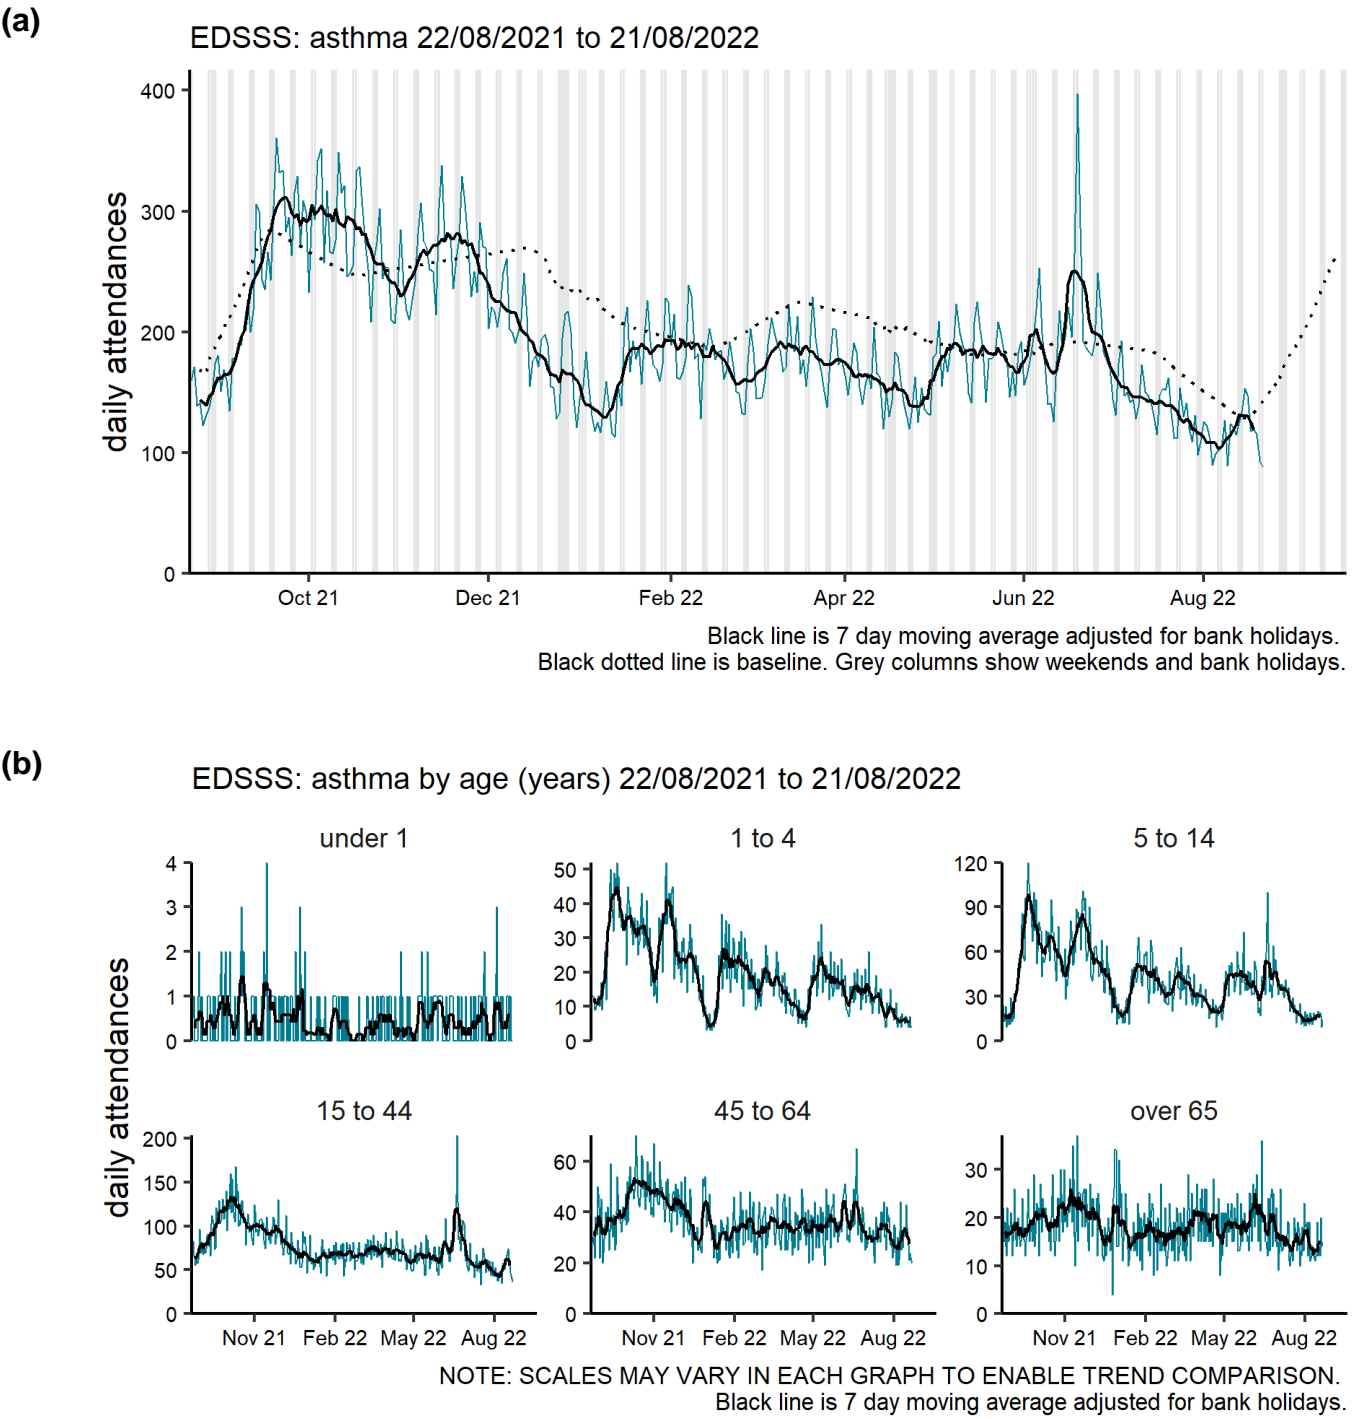 (a)
EDSSS: asthma 22/08/2021 to 21/08/2022
daily attendances
400
300
200
100
0
Oct 21 Dec 21 Feb 22 Apr 22 Jun 22 Aug 22
Black line is 7 day moving average adjusted for bank holidays.
Black dotted line is baseline. Grey columns show weekends and bank holidays.
(b)
EDSSS: asthma by age (years) 22/08/2021 to 21/08/2022
daily attendances
under 1
4
3
2
1
0
1 to 4
50
40
30
20
10
0
5 to 14
120
90
60
30
0
15 to 44
200
150
100
50
0
Nov 21 Feb 22 May 22 Aug 22
45 to 64
60
40
20
0
Nov 21 Feb 22 May 22 Aug 22
over 65
30
20
10
0
Nov 21 Feb 22 May 22 Aug 22
NOTE: SCALES MAY VARY IN EACH GRAPH TO ENABLE TREND COMPARISON.
Black line is 7 day moving average adjusted for bank holidays.